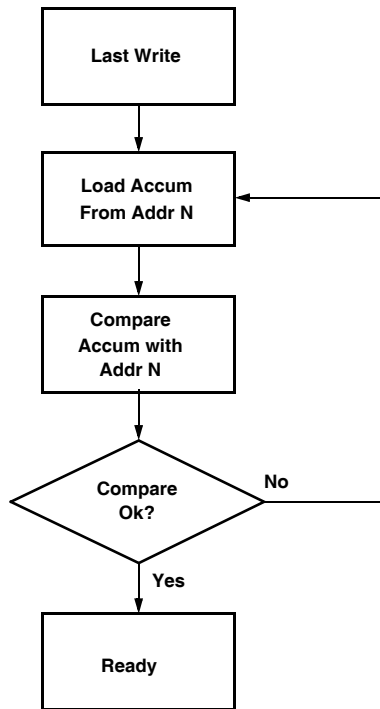 Last Write
Load Accum
From Addr N
Compare
Accum with
Addr N
Compare
Ok?
No
Yes
Ready